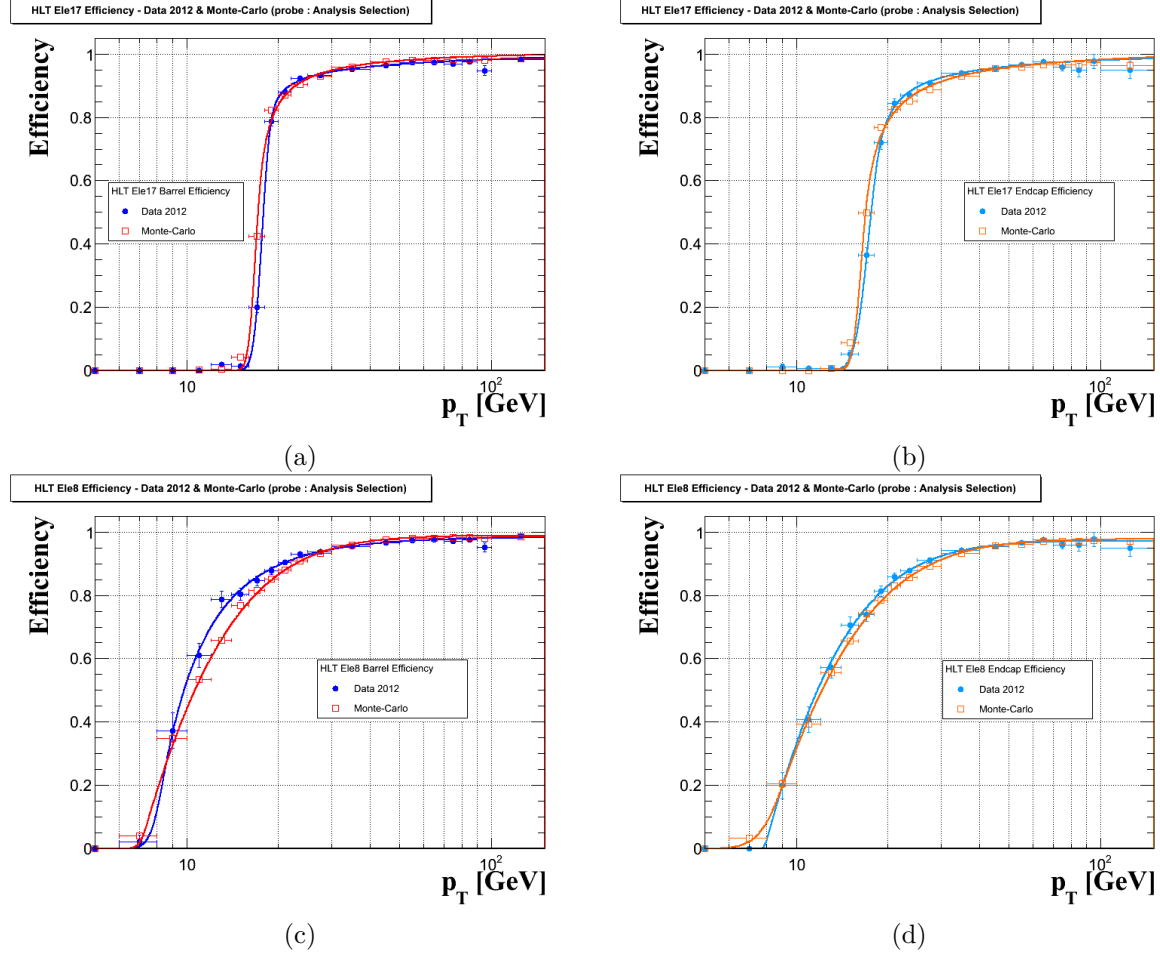 HLT Ele17 Efficiency - Data 2012 & Monte-Carlo (probe : Analysis Selection)
Efficiency
1
0.8
0.6
0.4
0.2
0
HLT Ele17 Barrel Efficiency
Data 2012
Monte-Carlo
10
10²
p_T [GeV]
(a)
HLT Ele17 Efficiency - Data 2012 & Monte-Carlo (probe : Analysis Selection)
Efficiency
1
0.8
0.6
0.4
0.2
0
HLT Ele17 Endcap Efficiency
Data 2012
Monte-Carlo
10
10²
p_T [GeV]
(b)
HLT Ele8 Efficiency - Data 2012 & Monte-Carlo (probe : Analysis Selection)
Efficiency
1
0.8
0.6
0.4
0.2
0
HLT Ele8 Barrel Efficiency
Data 2012
Monte-Carlo
10
10²
p_T [GeV]
(c)
HLT Ele8 Efficiency - Data 2012 & Monte-Carlo (probe : Analysis Selection)
Efficiency
1
0.8
0.6
0.4
0.2
0
HLT Ele8 Endcap Efficiency
Data 2012
Monte-Carlo
10
10²
p_T [GeV]
(d)